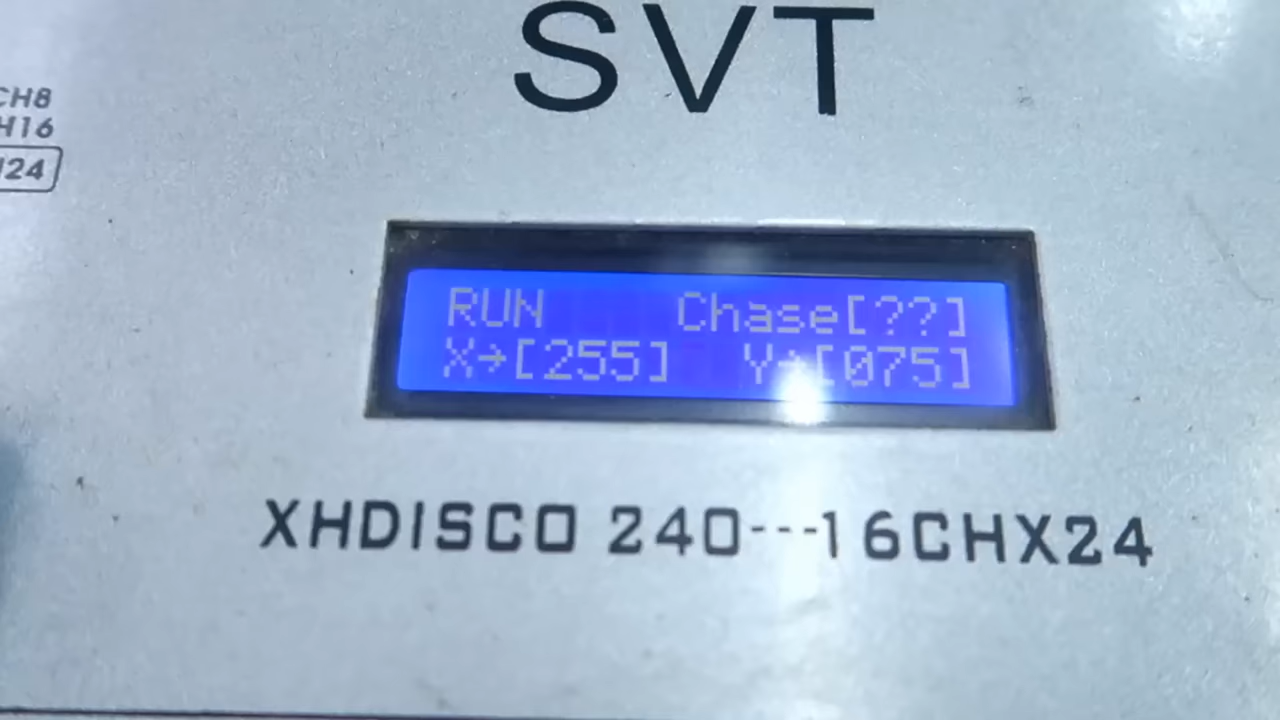 SVT
CH8
H16
24
RUN Chase[??]
X→[255] Y→[075]
XHDISCO 240---16CHX24